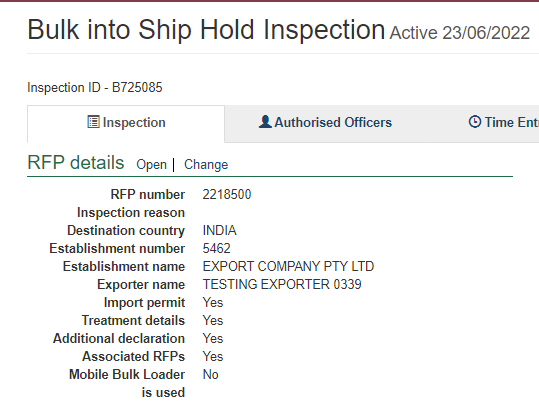 Bulk into Ship Hold Inspection Active 23/06/2022
Inspection ID - B725085
Inspection Authorised Officers Time Ent
RFP details Open | Change
RFP number 2218500
Inspection reason
Destination country INDIA
Establishment number 5462
Establishment name EXPORT COMPANY PTY LTD
Exporter name TESTING EXPORTER 0339
Import permit Yes
Treatment details Yes
Additional declaration Yes
Associated RFPs Yes
Mobile Bulk Loader No
is used